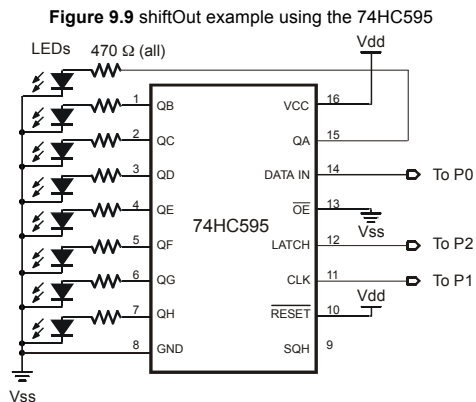 Figure 9.9 shiftOut example using the 74HC595
LEDs 470 Ω (all) Vdd
1 QB VCC 16
2 QC QA 15
3 QD DATA IN 14 To P0
4 QE OE 13
74HC595 Vss
5 QF LATCH 12 To P2
6 QG CLK 11 To P1
Vdd
7 QH RESET 10
8 GND SQH 9
Vss